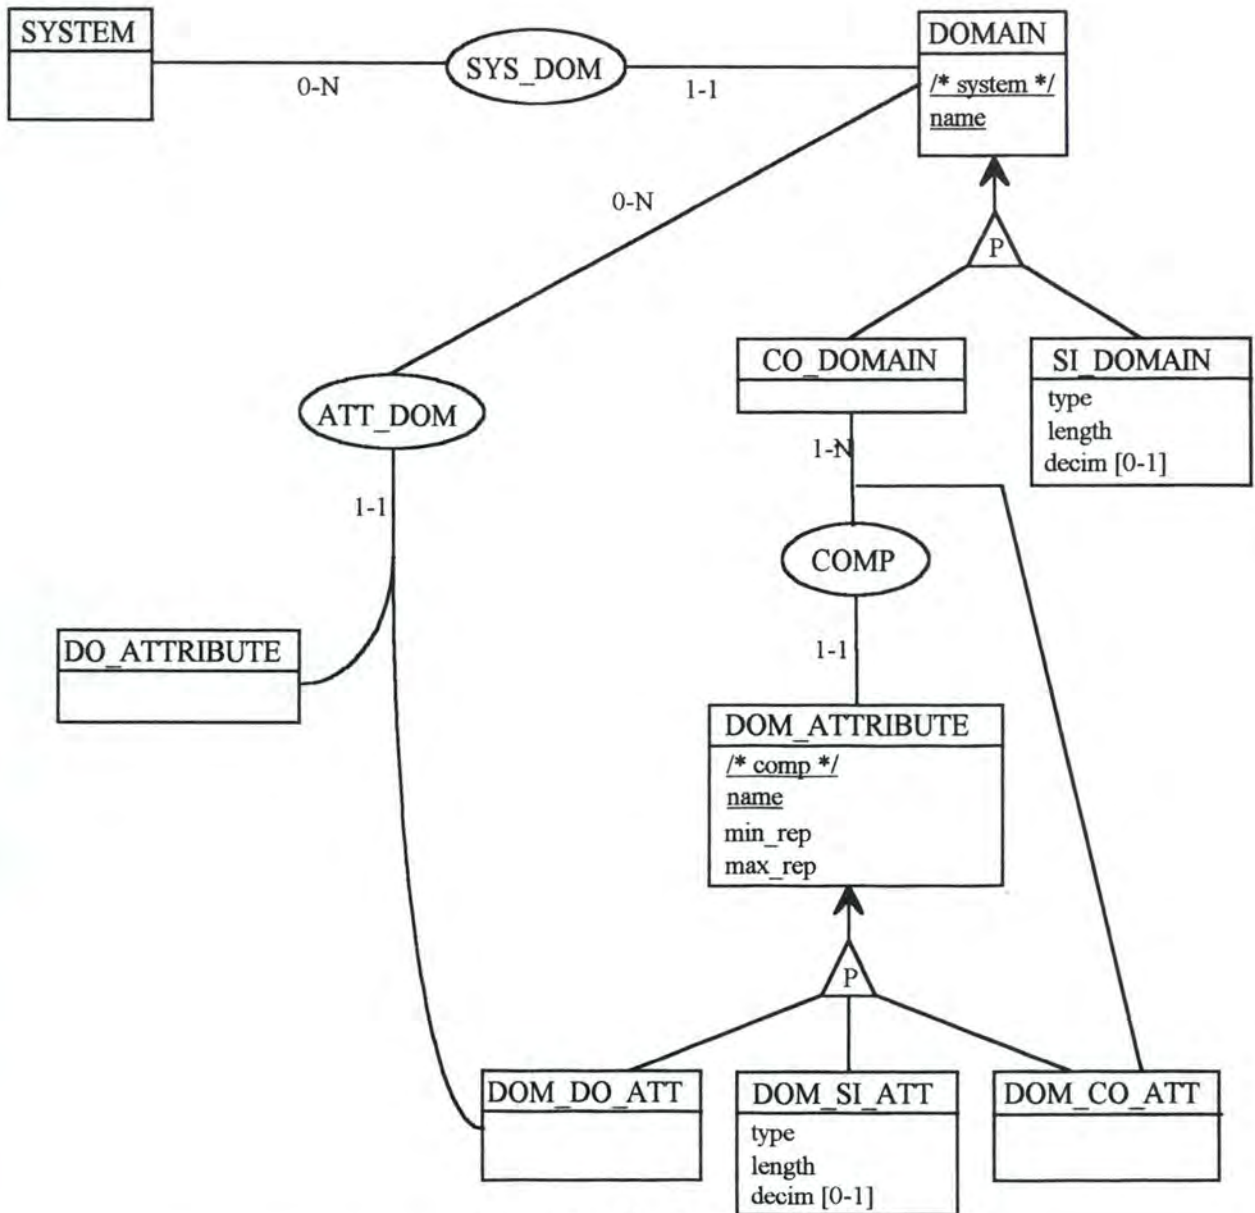 SYSTEM
SYS_DOM
0-N
1-1
DOMAIN
/* system */
name
0-N
P
CO_DOMAIN
SI_DOMAIN
type
length
decim [0-1]
ATT_DOM
1-N
1-1
COMP
DO_ATTRIBUTE
1-1
DOM_ATTRIBUTE
/* comp */
name
min_rep
max_rep
P
DOM_DO_ATT
DOM_SI_ATT
type
length
decim [0-1]
DOM_CO_ATT